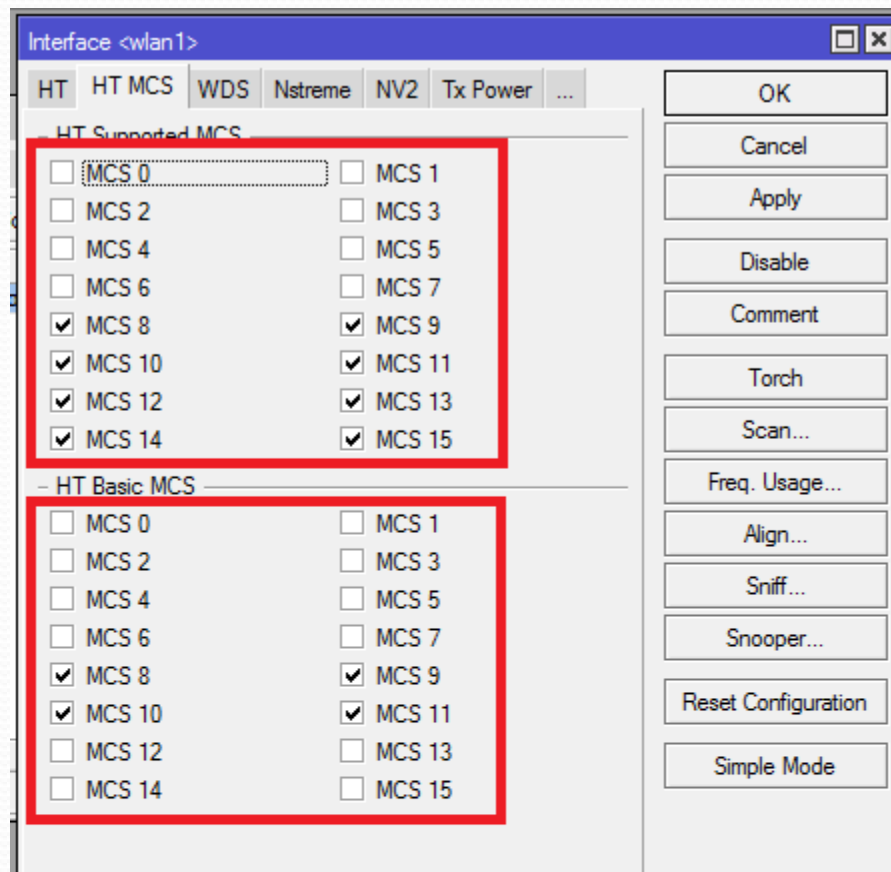 Interface <wlan1>
HT HT MCS WDS Nstreme NV2 Tx Power ...
HT Supported MCS
MCS 0 MCS 1
MCS 2 MCS 3
MCS 4 MCS 5
MCS 6 MCS 7
MCS 8 MCS 9
MCS 10 MCS 11
MCS 12 MCS 13
MCS 14 MCS 15
HT Basic MCS
MCS 0 MCS 1
MCS 2 MCS 3
MCS 4 MCS 5
MCS 6 MCS 7
MCS 8 MCS 9
MCS 10 MCS 11
MCS 12 MCS 13
MCS 14 MCS 15
OK
Cancel
Apply
Disable
Comment
Torch
Scan...
Freq. Usage...
Align...
Sniff...
Snooper...
Reset Configuration
Simple Mode